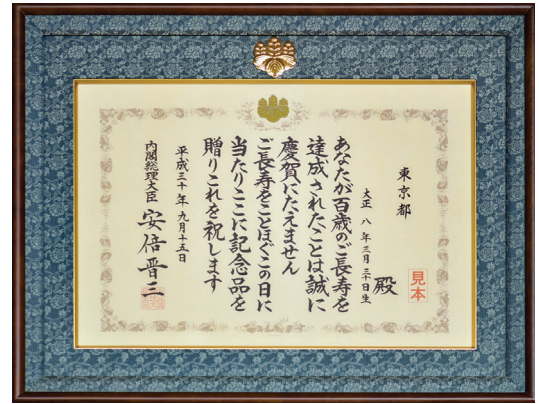 東京都
大正八年三月三十日生
殿
見本
あなたが百歳のご長寿を
達成されたことは誠に
慶賀にたえません
ご長寿をことほぐこの日に
当たりここに記念品を
贈りこれを祝します
平成三十年九月十五日
内閣総理大臣 安倍晋三